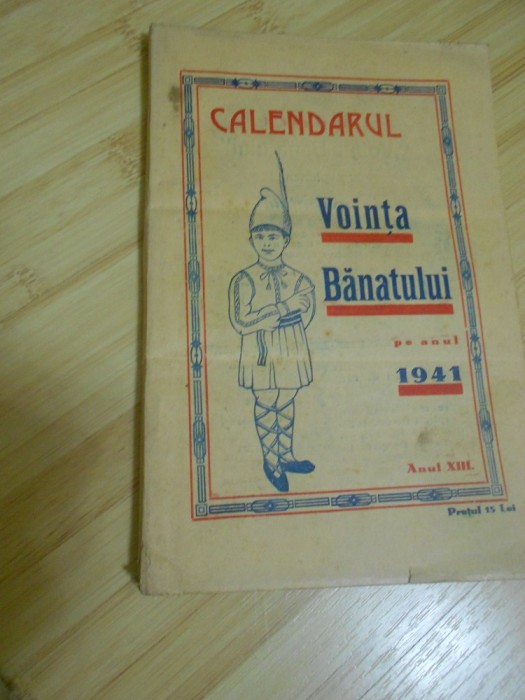 CALENDARUL
Voința
Bănatului
pe anul
1941
Anul XIII.
Prețul 15 Lei